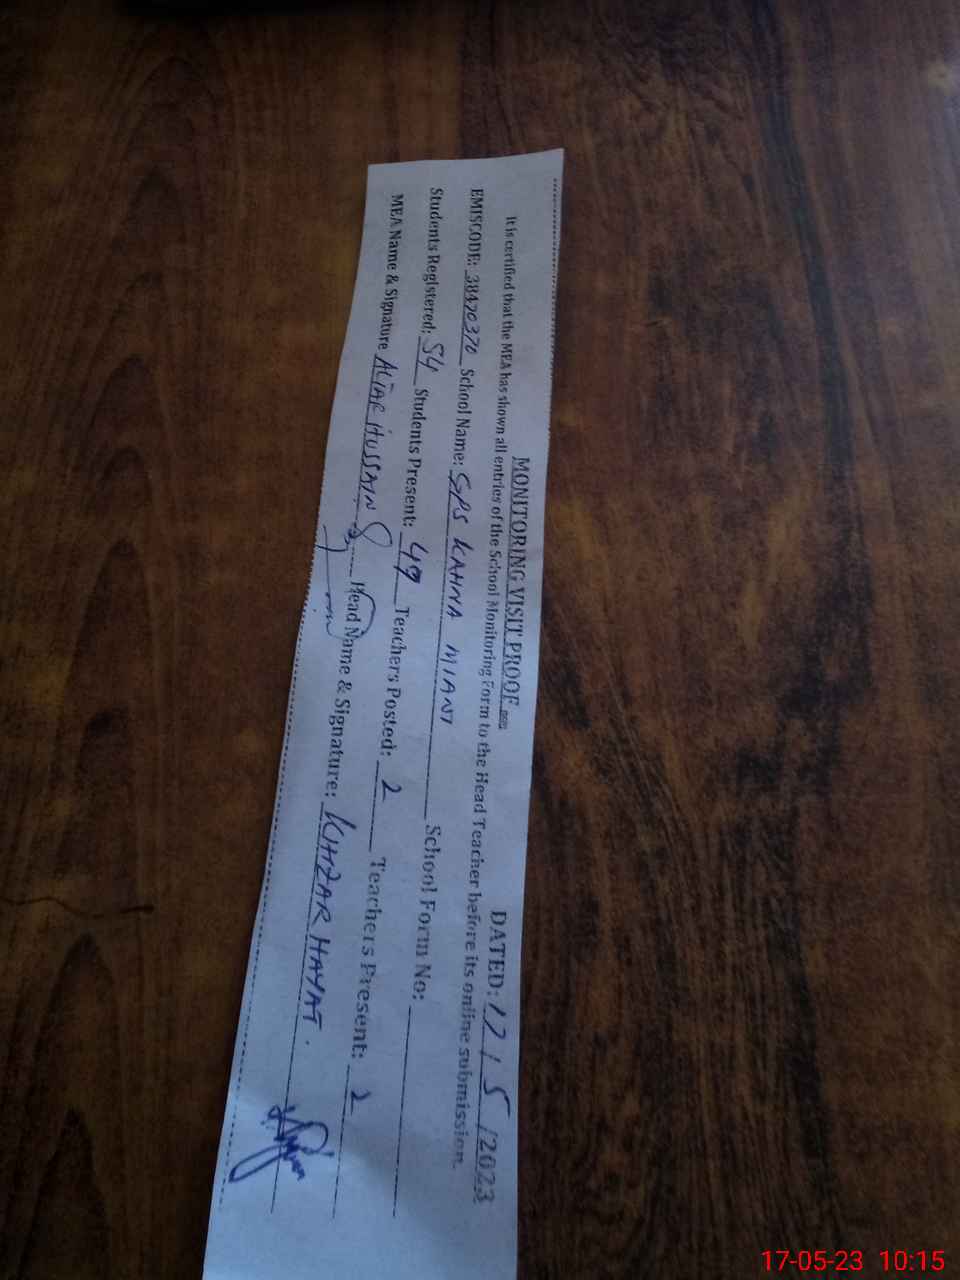 MONITORING VISIT PROOF DATED: 17 / 5 /2023
It is certified that the MEA has shown all entries of the School Monitoring Form to the Head Teacher before its online submission.
EMISCODE: 38420370 School Name: GPS KAHNA MIANI School Form No:
Students Registered: 54 Students Present: 49 Teachers Posted: 2 Teachers Present: 2
MEA Name & Signature ALTAF HUSSAIN Head Name & Signature: KHIZAR HAYAT.
17-05-23 10:15